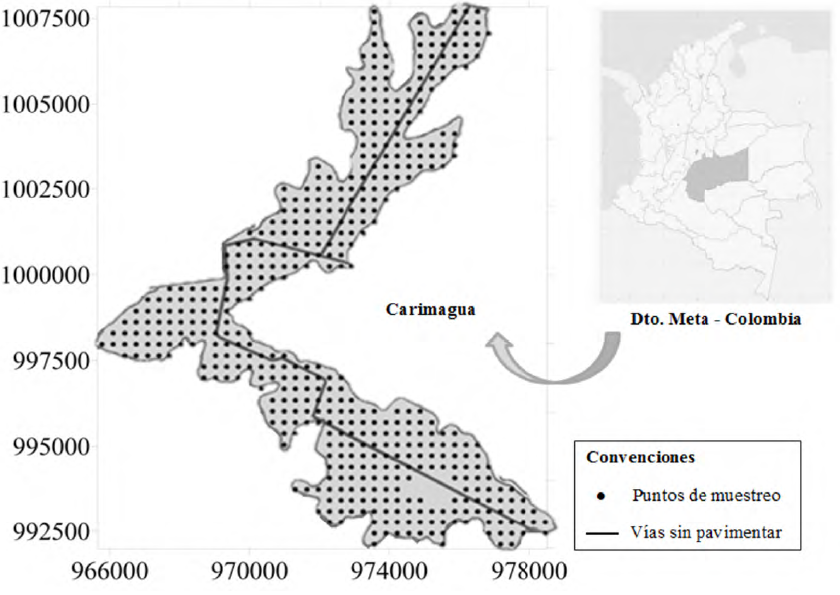 1007500
1005000
1002500
1000000
997500
995000
992500
966000 970000 974000 978000
Carimagua
Dto. Meta - Colombia
Convenciones
Puntos de muestreo
Vías sin pavimentar